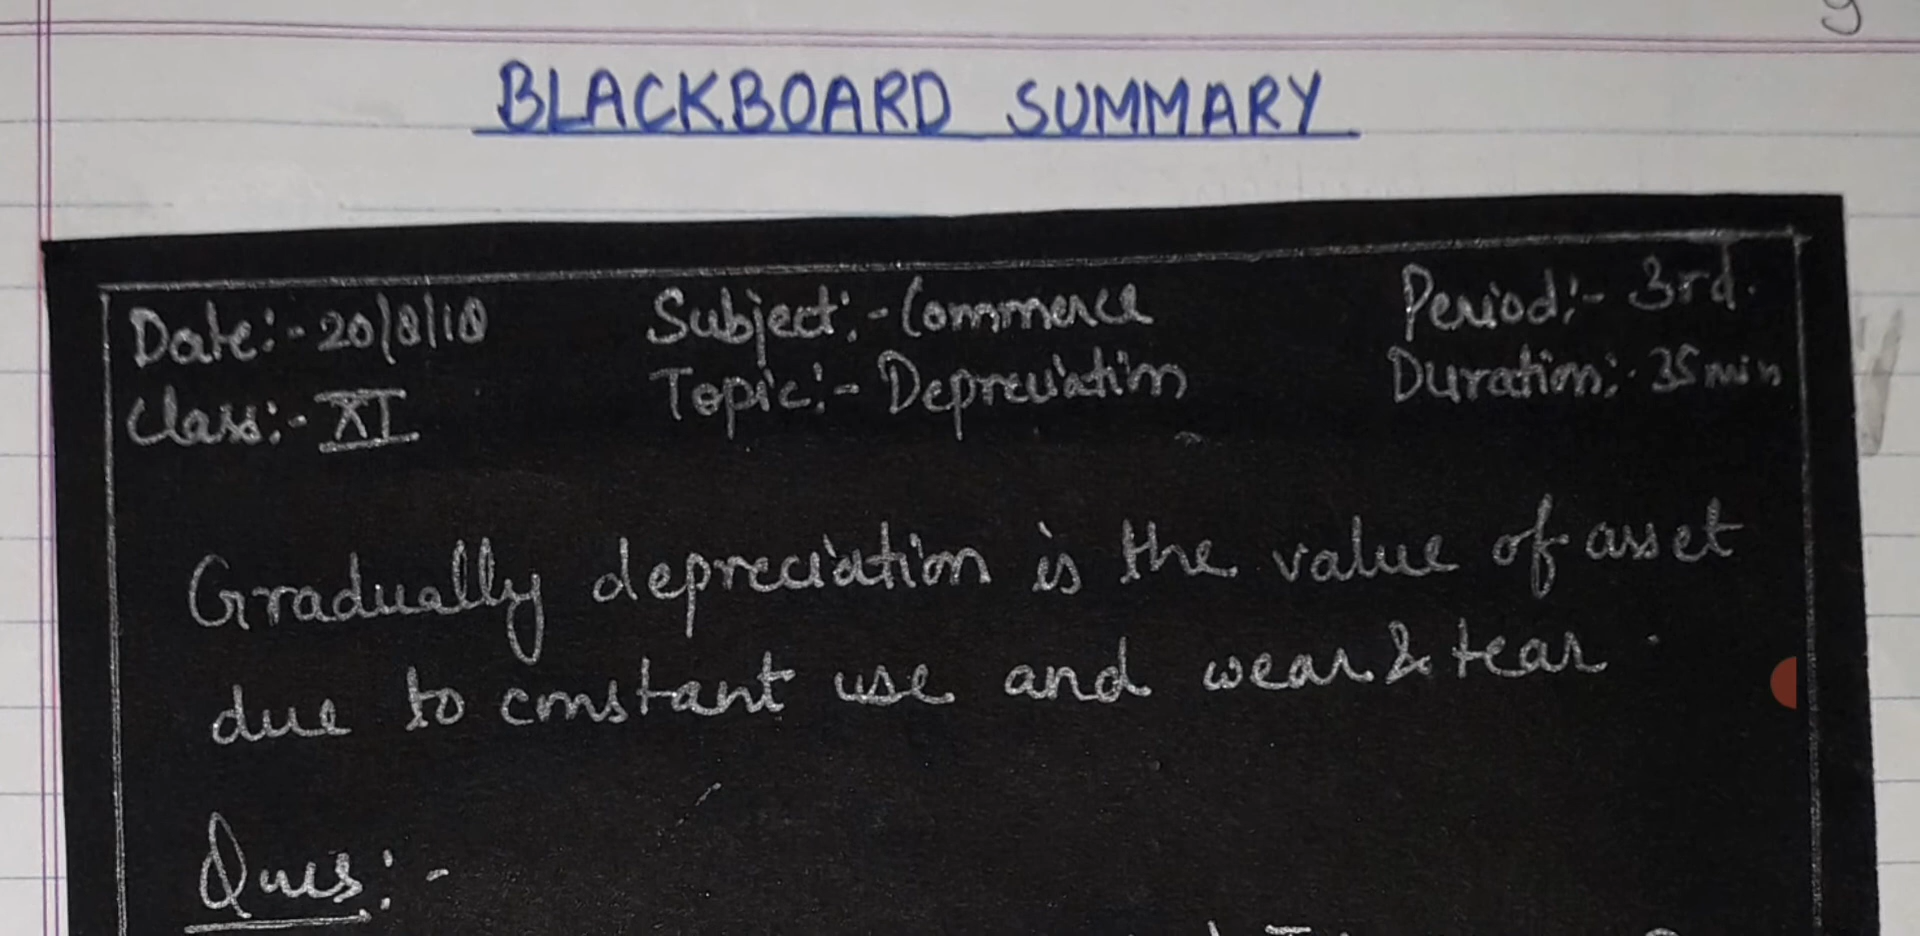 BLACKBOARD SUMMARY
Date:- 20/8/18 Subject:- Commerce Period:- 3rd.
Class:- XI Topic:- Depreciation Duration:- 35 min
Gradually depreciation is the value of asset
due to constant use and wear & tear.
Ques:-